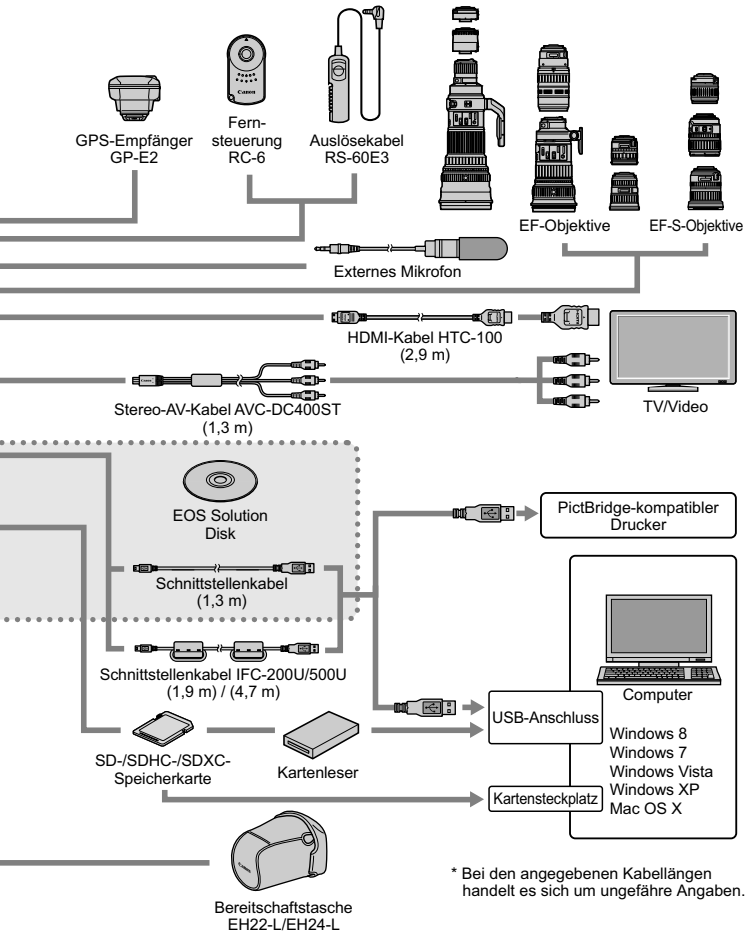 Canon
GPS-Empfänger
GP-E2
Fern-
steuerung
RC-6
Auslösekabel
RS-60E3
EF-Objektive
EF-S-Objektive
Externes Mikrofon
HDMI-Kabel HTC-100
(2,9 m)
Stereo-AV-Kabel AVC-DC400ST
(1,3 m)
TV/Video
EOS Solution
Disk
PictBridge-kompatibler
Drucker
Schnittstellenkabel
(1,3 m)
Schnittstellenkabel IFC-200U/500U
(1,9 m) / (4,7 m)
Computer
USB-Anschluss
Windows 8
Windows 7
Windows Vista
Windows XP
Mac OS X
SD-/SDHC-/SDXC-
Speicherkarte
Kartenleser
Kartensteckplatz
Bereitschaftstasche
EH22-L/EH24-L
* Bei den angegebenen Kabellängen
handelt es sich um ungefähre Angaben.